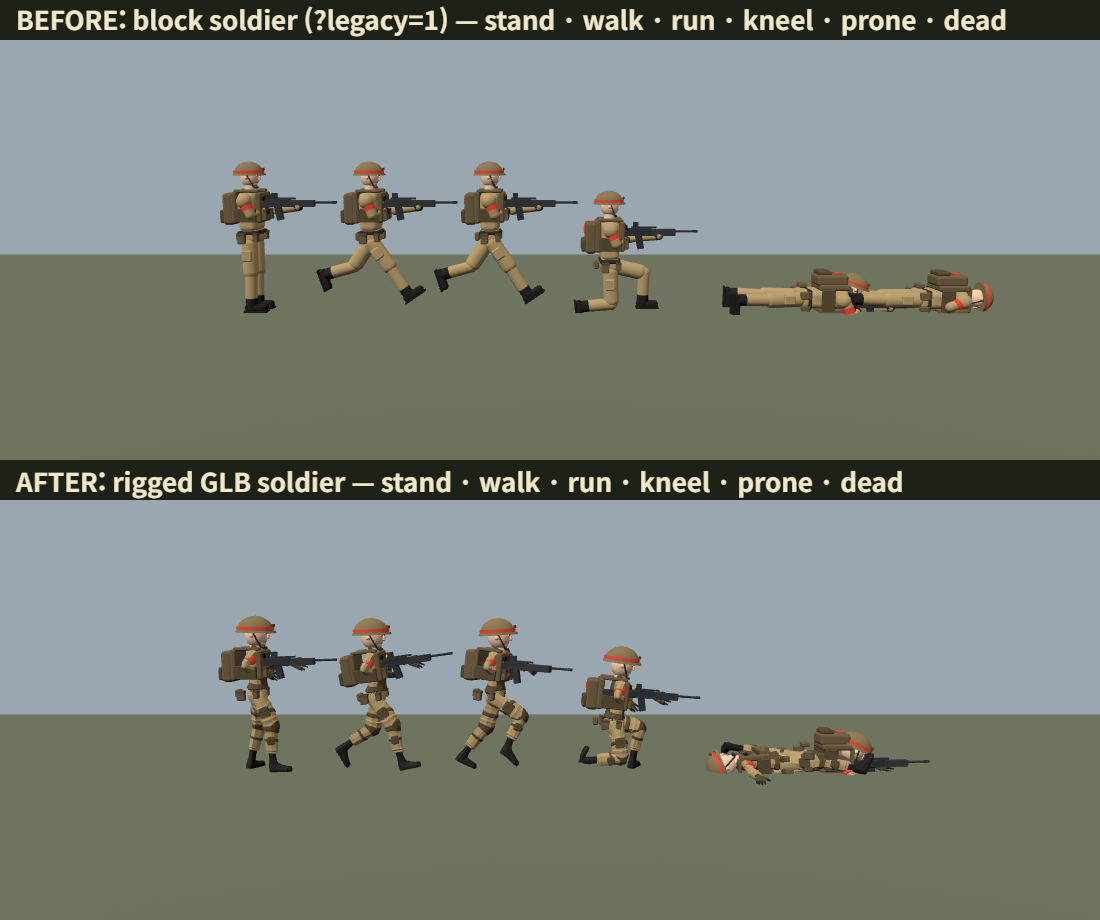 BEFORE: block soldier (?legacy=1) — stand · walk · run · kneel · prone · dead
AFTER: rigged GLB soldier — stand · walk · run · kneel · prone · dead